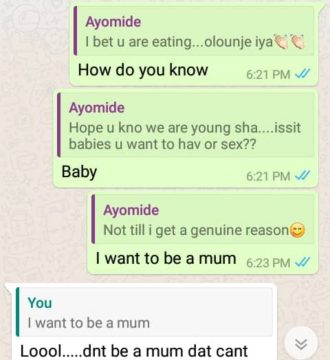 Ayomide
I bet u are eating...olounje iya👏🏻👏🏻
How do you know
6:21 PM
Ayomide
Hope u kno we are young sha....issit
babies u want to hav or sex??
Baby
6:21 PM
Ayomide
Not till i get a genuine reason😊
I want to be a mum
6:23 PM
You
I want to be a mum
Loool.....dnt be a mum dat cant